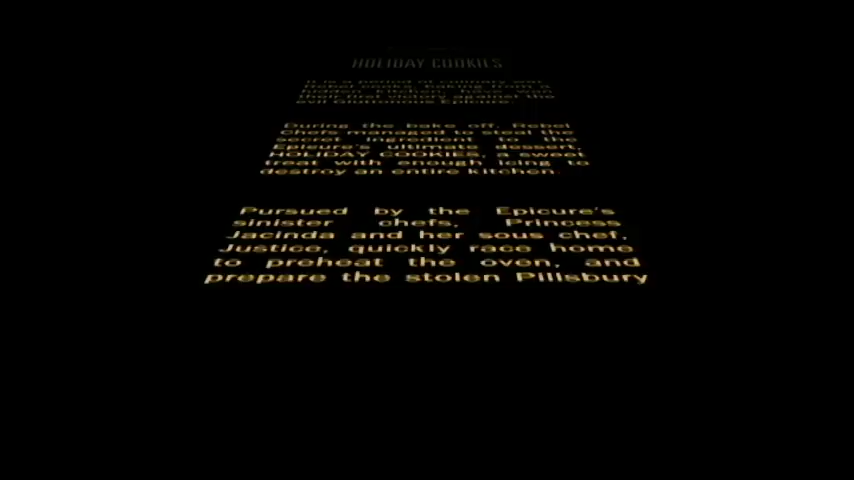 HOLIDAY COOKIES
It is a period of culinary war.
Rebel cooks, baking from a
hidden kitchen, have won
their first victory against the
evil Gluttonous Epicure.
During the bake off, Rebel
Chefs managed to steal the
secret ingredient to the
Epicure's ultimate dessert,
HOLIDAY COOKIES, a sweet
treat with enough icing to
destroy an entire kitchen.
Pursued by the Epicure's
sinister chefs, Princess
Jacinda and her sous chef,
Justice, quickly race home
to preheat the oven, and
prepare the stolen Pillsbury